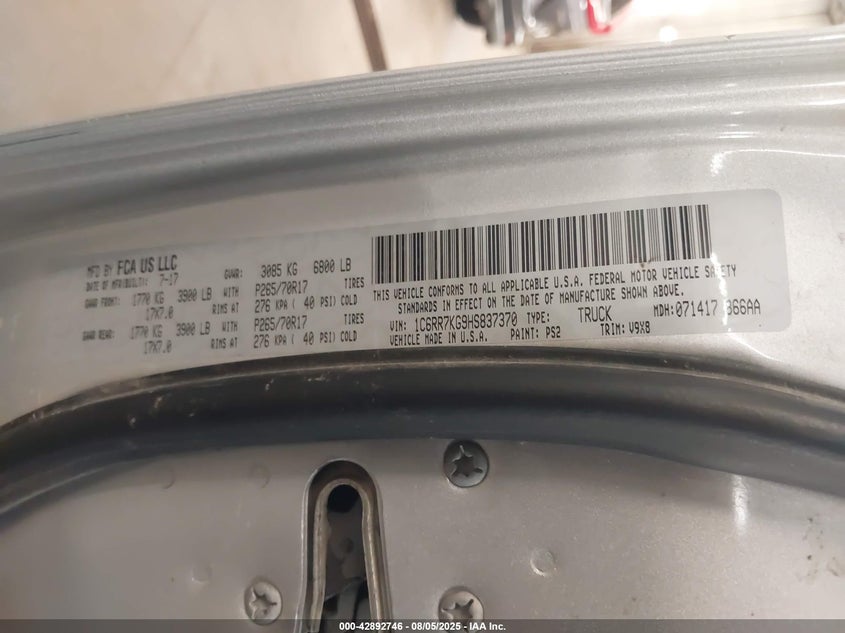 MFD BY FCA US LLC
DATE OF MFR(BUILT): 7-17
GVWR: 3085 KG 6800 LB
GAWR FRONT: 1770 KG 3900 LB WITH P265/70R17 TIRES
17X7.0 RIMS AT 276 KPA ( 40 PSI) COLD
GAWR REAR: 1770 KG 3900 LB WITH P265/70R17 TIRES
17X7.0 RIMS AT 276 KPA ( 40 PSI) COLD
THIS VEHICLE CONFORMS TO ALL APPLICABLE U.S.A. FEDERAL MOTOR VEHICLE SAFETY
STANDARDS IN EFFECT ON THE DATE OF MANUFACTURE SHOWN ABOVE.
VIN: 1C6RR7KG9HS837370 TYPE: TRUCK MDH: 071417 366AA
VEHICLE MADE IN U.S.A. PAINT: PS2 TRIM: V9X8
000-42892746 - 08/05/2025 - IAA Inc.